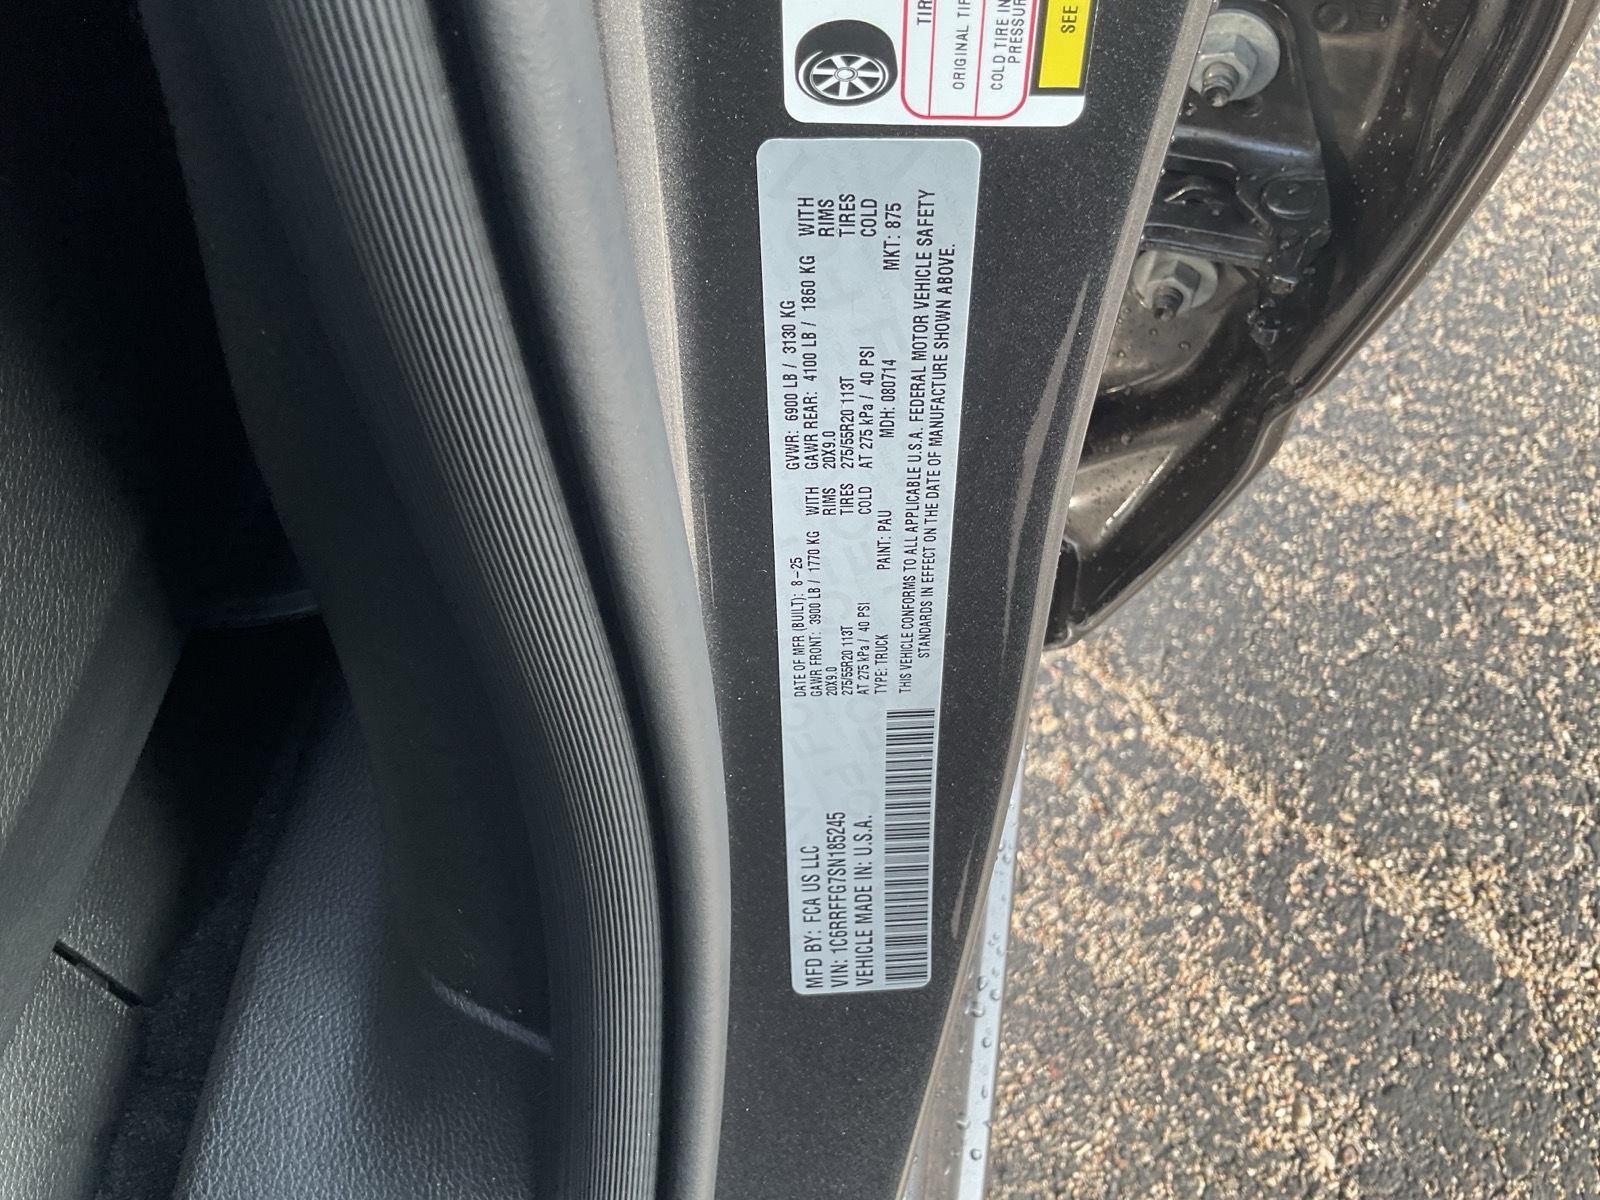 MFD BY: FCA US LLC
VIN: 1C6RRFFG7SN185245
VEHICLE MADE IN: U.S.A.
DATE OF MFR (BUILT): 8-25
GAWR FRONT: 3900 LB / 1770 KG WITH
20X9.0 RIMS
275/55R20 113T TIRES
AT 275 kPa / 40 PSI COLD
GVWR: 6900 LB / 3130 KG
GAWR REAR: 4100 LB / 1860 KG WITH
20X9.0 RIMS
275/55R20 113T TIRES
AT 275 kPa / 40 PSI COLD
TYPE: TRUCK PAINT: PAU MDH: 080714 MKT: 875
THIS VEHICLE CONFORMS TO ALL APPLICABLE U.S.A. FEDERAL MOTOR VEHICLE SAFETY
STANDARDS IN EFFECT ON THE DATE OF MANUFACTURE SHOWN ABOVE.
ORIGINAL
COLD TIRE
SEE